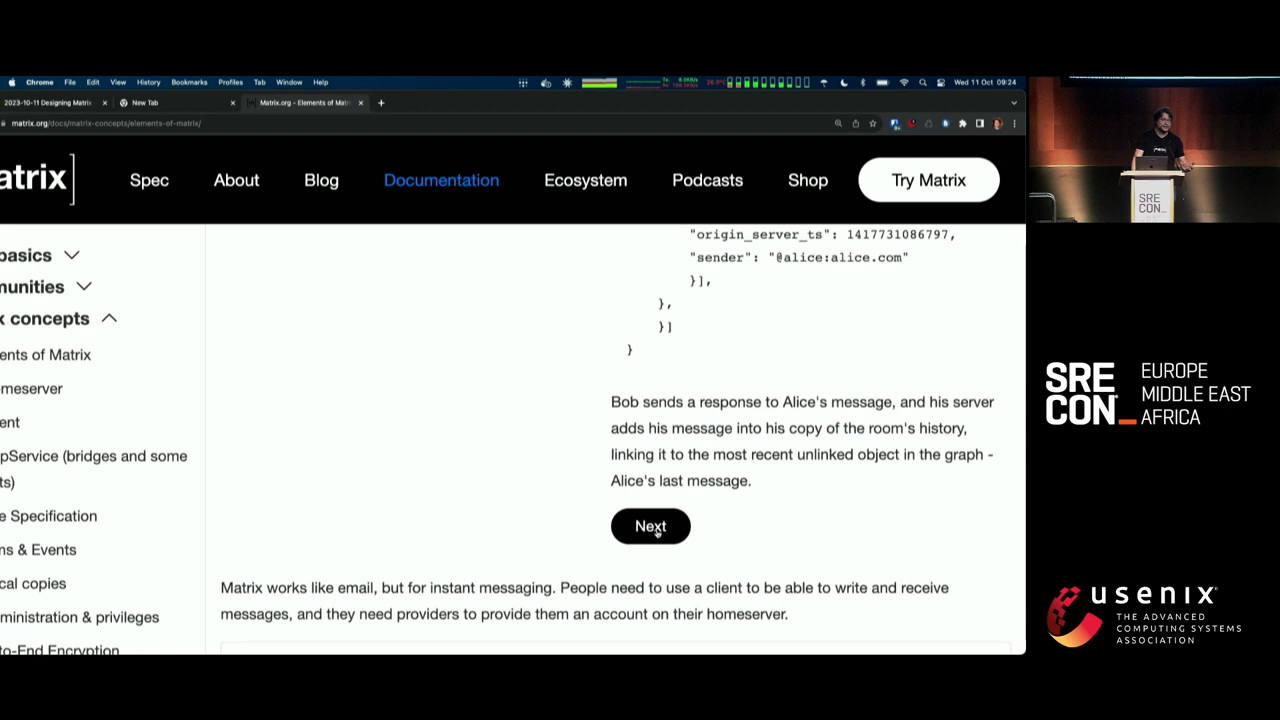 Chrome File Edit View History Bookmarks Profiles Tab Window Help
Wed 11 Oct 09:24
2023-10-11 Designing Matrix
New Tab
Matrix.org - Elements of Matri
matrix.org/docs/matrix-concepts/elements-of-matrix/
atrix]
Spec About Blog Documentation Ecosystem Podcasts Shop Try Matrix
basics
munities
x concepts
ents of Matrix
omeserver
ent
pService (bridges and some
ts)
e Specification
ms & Events
cal copies
ministration & privileges
to-End Encryption
"origin_server_ts": 1417731086797,
"sender": "@alice:alice.com"
}],
},
}]
}
Bob sends a response to Alice's message, and his server
adds his message into his copy of the room's history,
linking it to the most recent unlinked object in the graph -
Alice's last message.
Next
Matrix works like email, but for instant messaging. People need to use a client to be able to write and receive
messages, and they need providers to provide them an account on their homeserver.
SRE
CON_
SRE
CON_
EUROPE
MIDDLE EAST
AFRICA
usenix
THE ADVANCED
COMPUTING SYSTEMS
ASSOCIATION